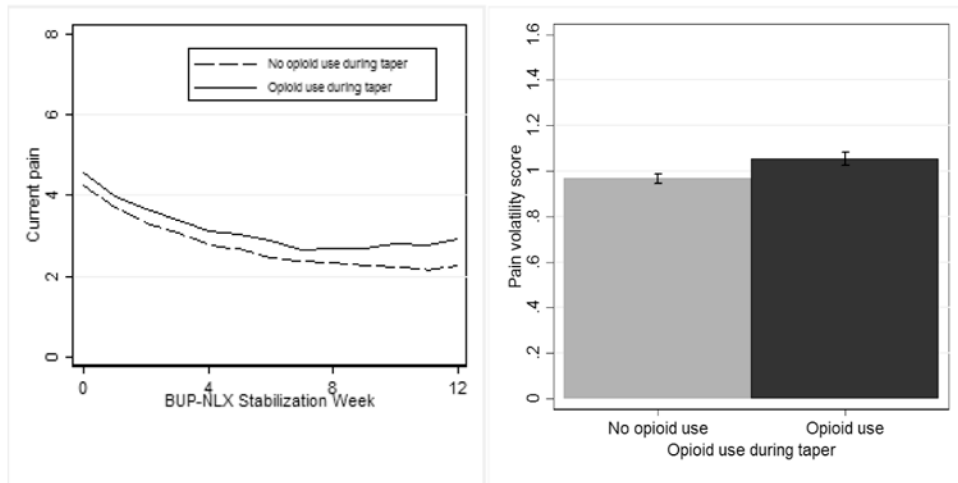 8
6
4
2
0
Current pain
No opioid use during taper
Opioid use during taper
0
4
8
12
BUP-NLX Stabilization Week
1.6
1.4
1.2
1
.8
.6
.4
.2
0
Pain volatility score
No opioid use
Opioid use
Opioid use during taper